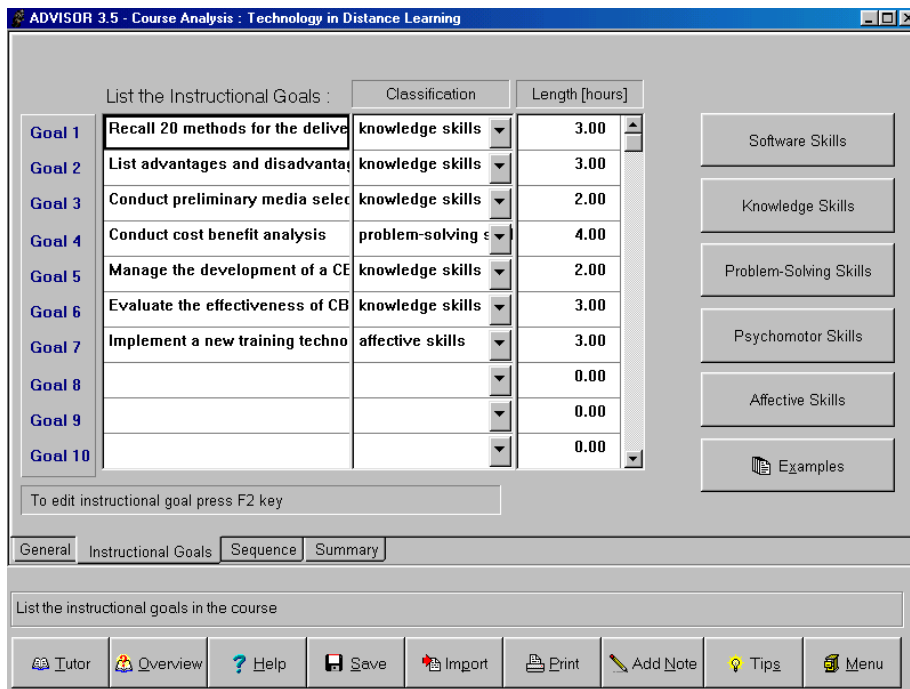 ADVISOR 3.5 - Course Analysis : Technology in Distance Learning
List the Instructional Goals : Classification Length [hours]
Goal 1 Recall 20 methods for the delive knowledge skills 3.00
Goal 2 List advantages and disadvantag knowledge skills 3.00
Goal 3 Conduct preliminary media selec knowledge skills 2.00
Goal 4 Conduct cost benefit analysis problem-solving s 4.00
Goal 5 Manage the development of a CB knowledge skills 2.00
Goal 6 Evaluate the effectiveness of CB knowledge skills 3.00
Goal 7 Implement a new training techno affective skills 3.00
Goal 8 0.00
Goal 9 0.00
Goal 10 0.00
Software Skills
Knowledge Skills
Problem-Solving Skills
Psychomotor Skills
Affective Skills
Examples
To edit instructional goal press F2 key
General Instructional Goals Sequence Summary
List the instructional goals in the course
Tutor Overview Help Save Import Print Add Note Tips Menu